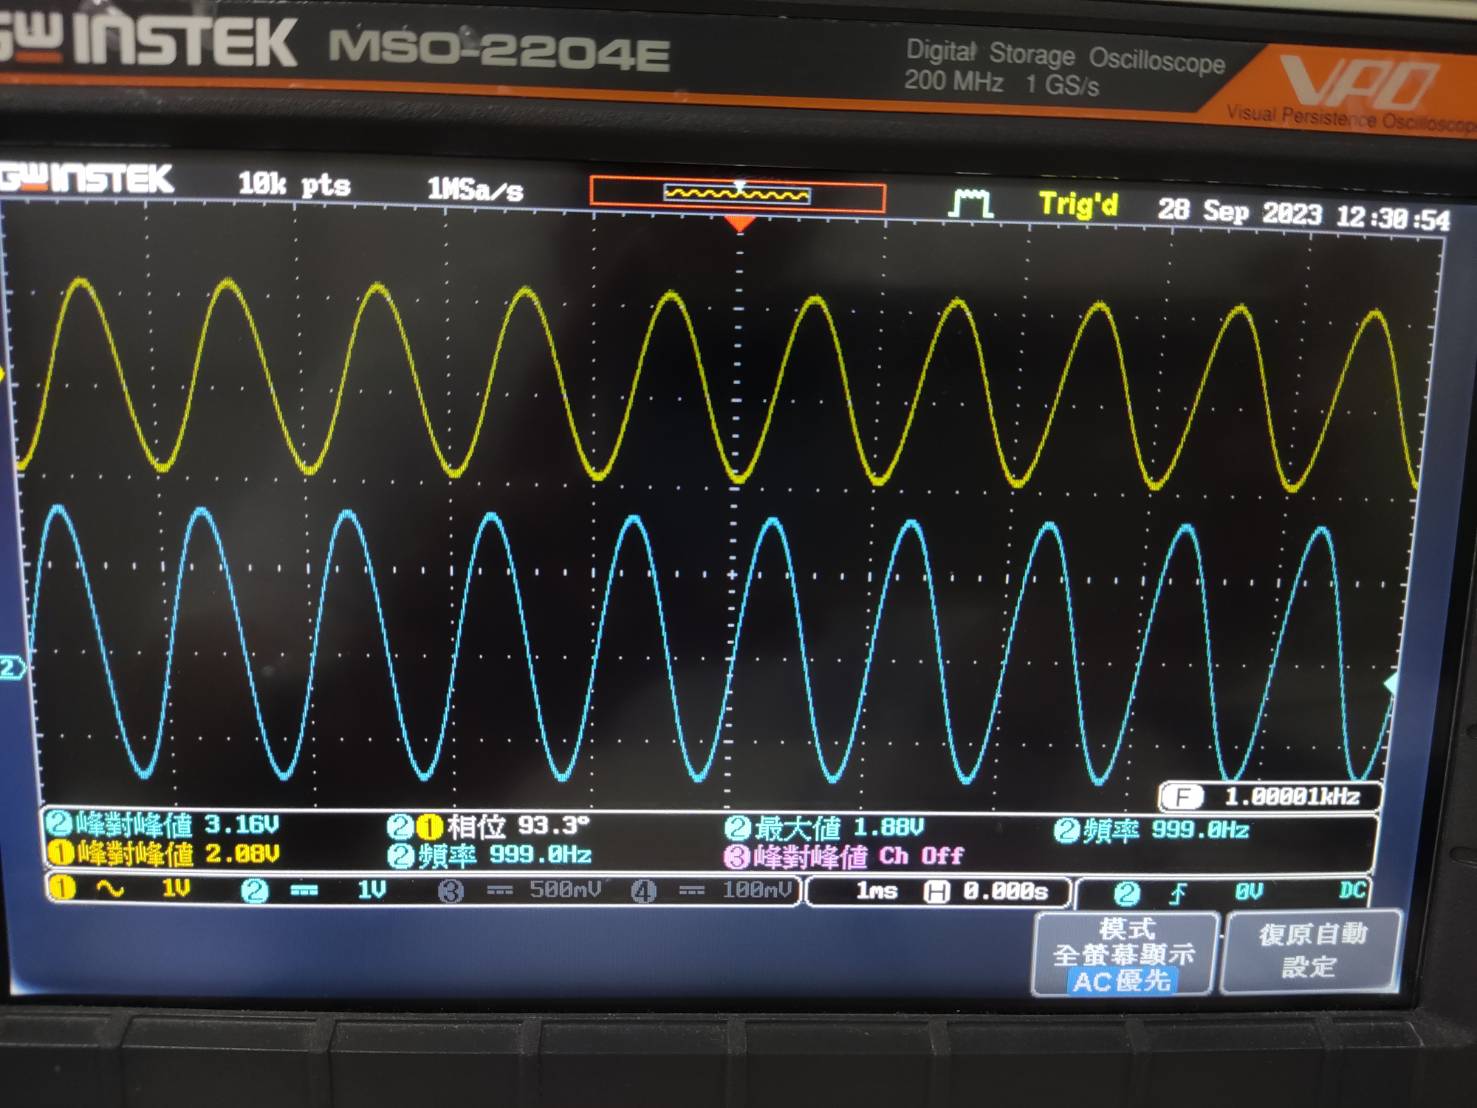 GW INSTEK MSO-2204E Digital Storage Oscilloscope VPO
200 MHz 1 GS/s Visual Persistence Oscilloscope
GW INSTEK 10k pts 1MSa/s Trig'd 28 Sep 2023 12:30:54
2
F 1.00001kHz
2 峰對峰值 3.16V 2 1 相位 93.3° 2 最大值 1.88V 2 頻率 999.0Hz
1 峰對峰值 2.08V 2 頻率 999.0Hz 3 峰對峰值 Ch Off
1 ∿ 1V 2 ⎓ 1V 3 ⎓ 500mV 4 ⎓ 100mV 1ms H 0.000s 2 0V DC
模式
全螢幕顯示
AC優先
復原自動
設定